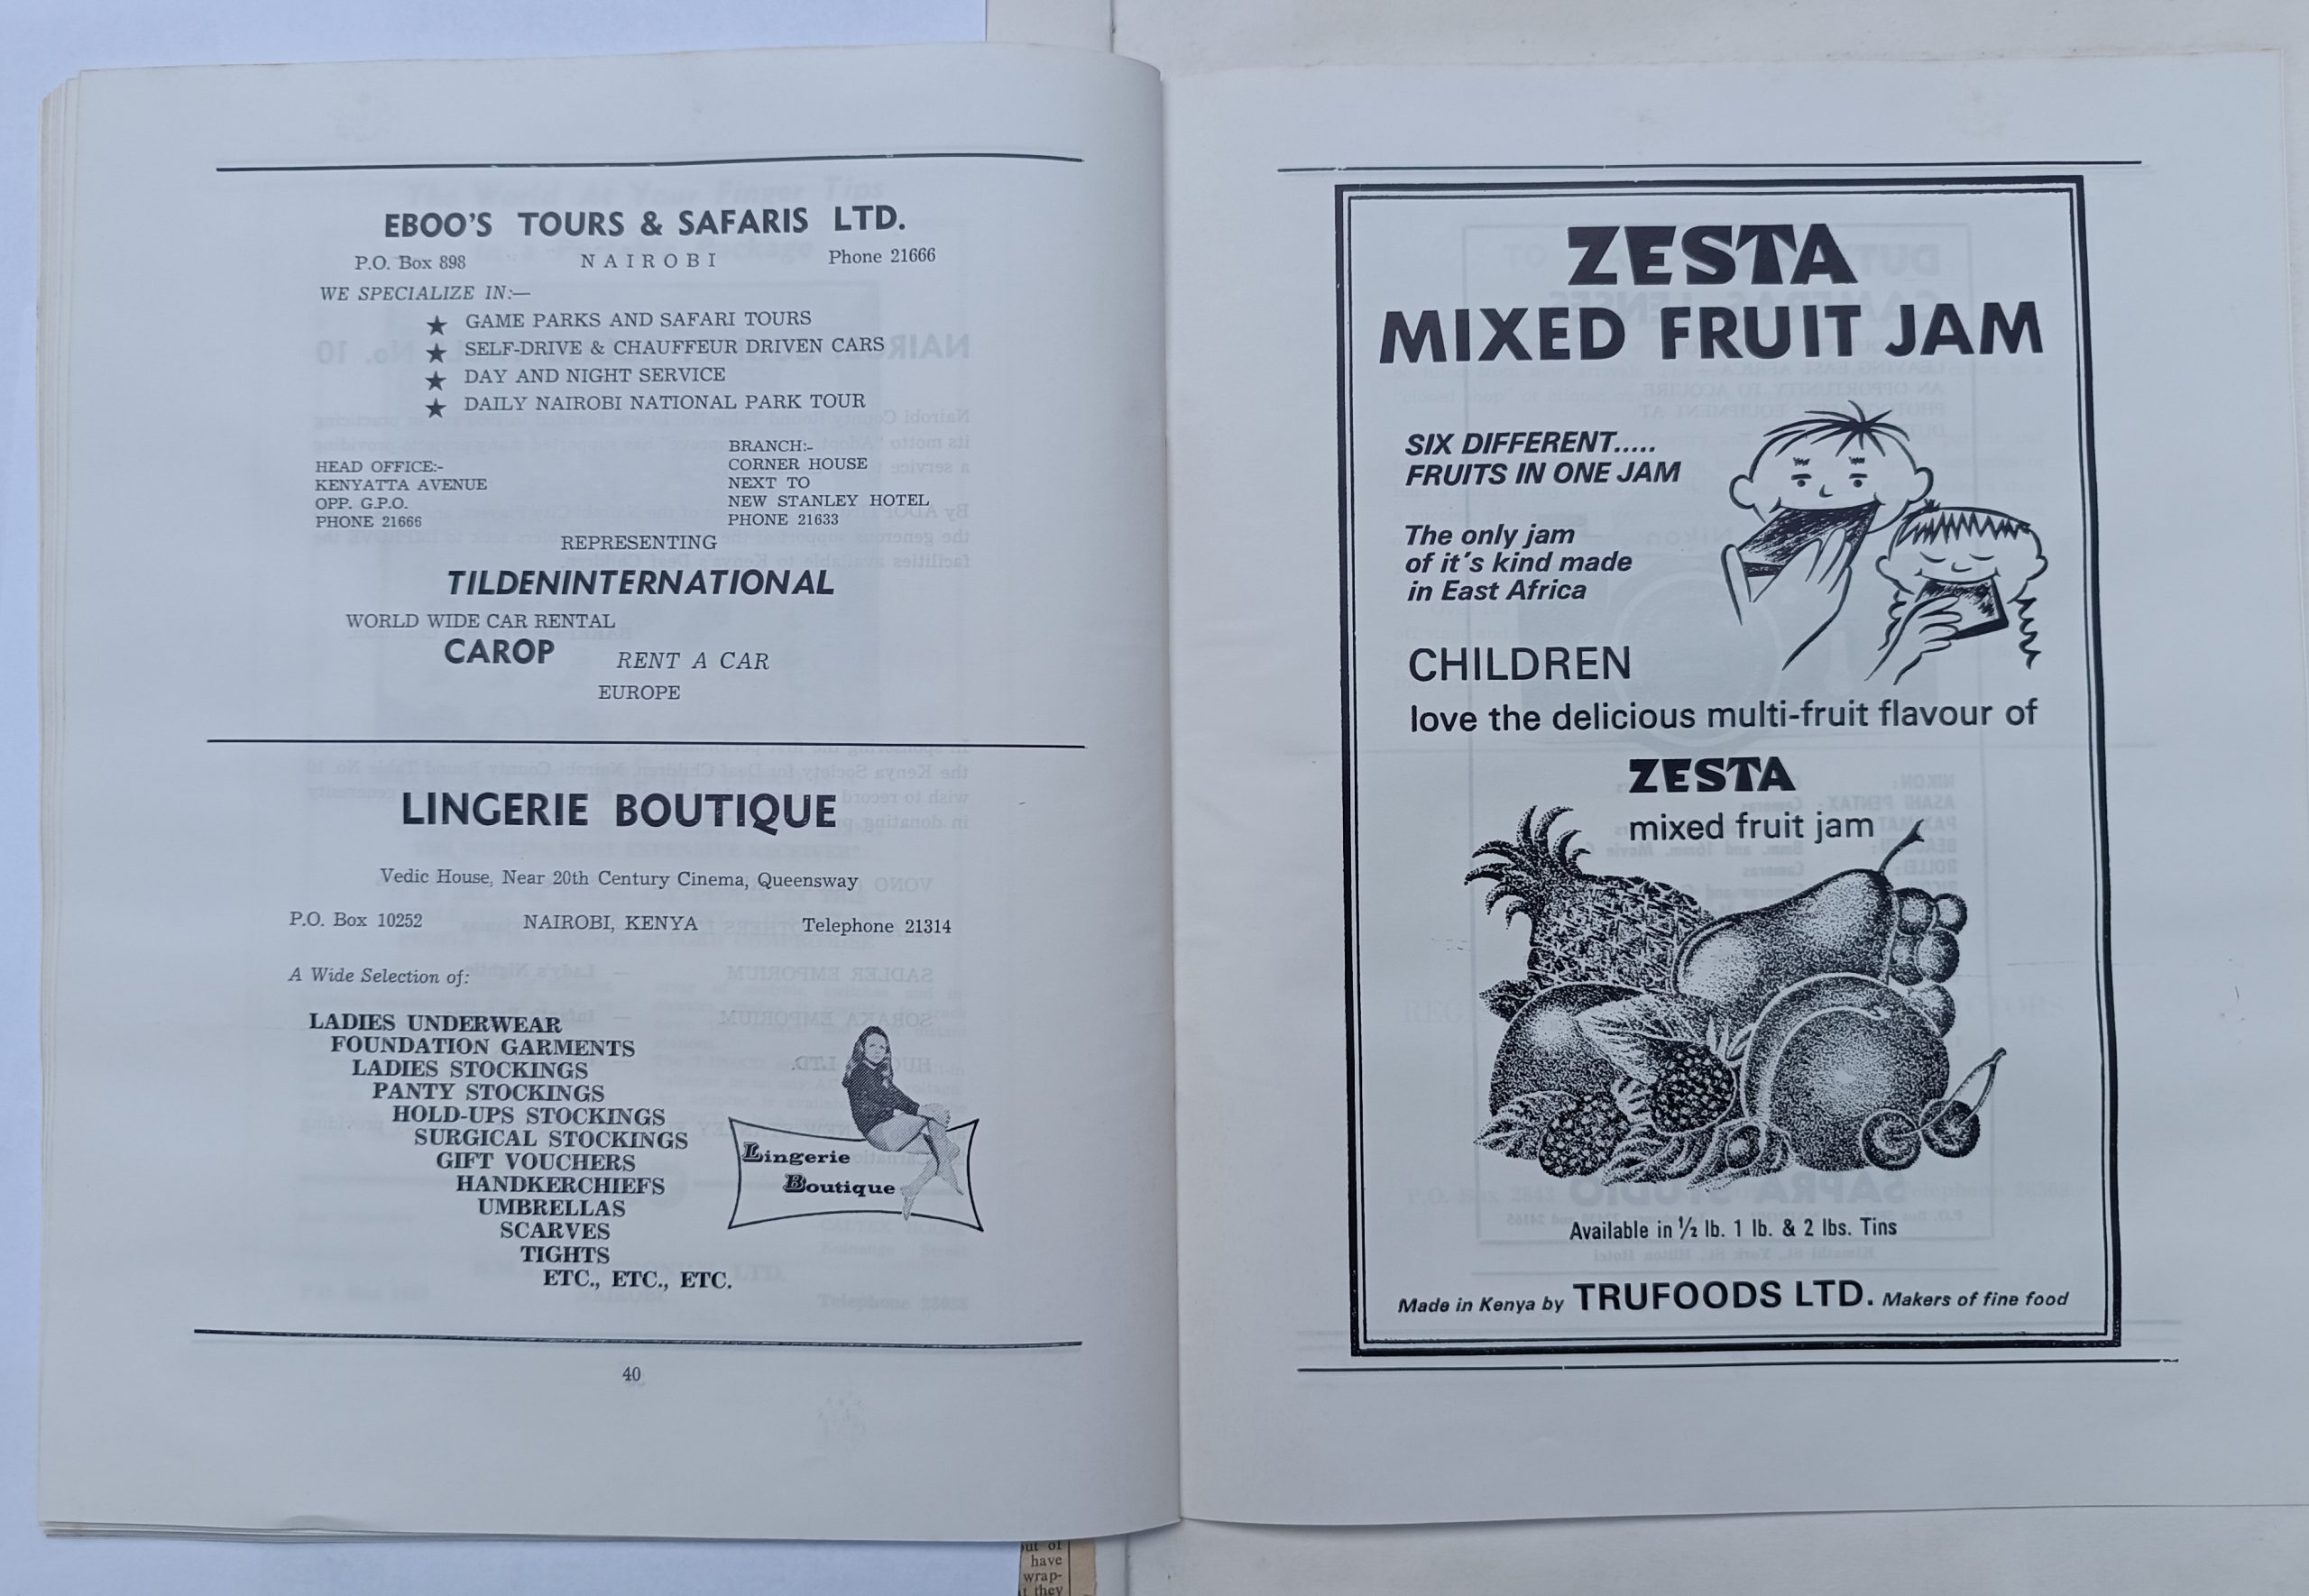 EBOO'S TOURS & SAFARIS LTD.
P.O. Box 898 NAIROBI Phone 21666
WE SPECIALIZE IN:—
★ GAME PARKS AND SAFARI TOURS
★ SELF-DRIVE & CHAUFFEUR DRIVEN CARS
★ DAY AND NIGHT SERVICE
★ DAILY NAIROBI NATIONAL PARK TOUR
HEAD OFFICE:-
KENYATTA AVENUE
OPP. G.P.O.
PHONE 21666
BRANCH:-
CORNER HOUSE
NEXT TO
NEW STANLEY HOTEL
PHONE 21633
REPRESENTING
TILDENINTERNATIONAL
WORLD WIDE CAR RENTAL
CAROP RENT A CAR
EUROPE
LINGERIE BOUTIQUE
Vedic House, Near 20th Century Cinema, Queensway
P.O. Box 10252 NAIROBI, KENYA Telephone 21314
A Wide Selection of:
LADIES UNDERWEAR
FOUNDATION GARMENTS
LADIES STOCKINGS
PANTY STOCKINGS
HOLD-UPS STOCKINGS
SURGICAL STOCKINGS
GIFT VOUCHERS
HANDKERCHIEFS
UMBRELLAS
SCARVES
TIGHTS
ETC., ETC., ETC.
Lingerie
Boutique
40
ZESTA
MIXED FRUIT JAM
SIX DIFFERENT.....
FRUITS IN ONE JAM
The only jam
of it's kind made
in East Africa
CHILDREN
love the delicious multi-fruit flavour of
ZESTA
mixed fruit jam
Available in ½ lb. 1 lb. & 2 lbs. Tins
Made in Kenya by TRUFOODS LTD. Makers of fine food
have
wrap-
they